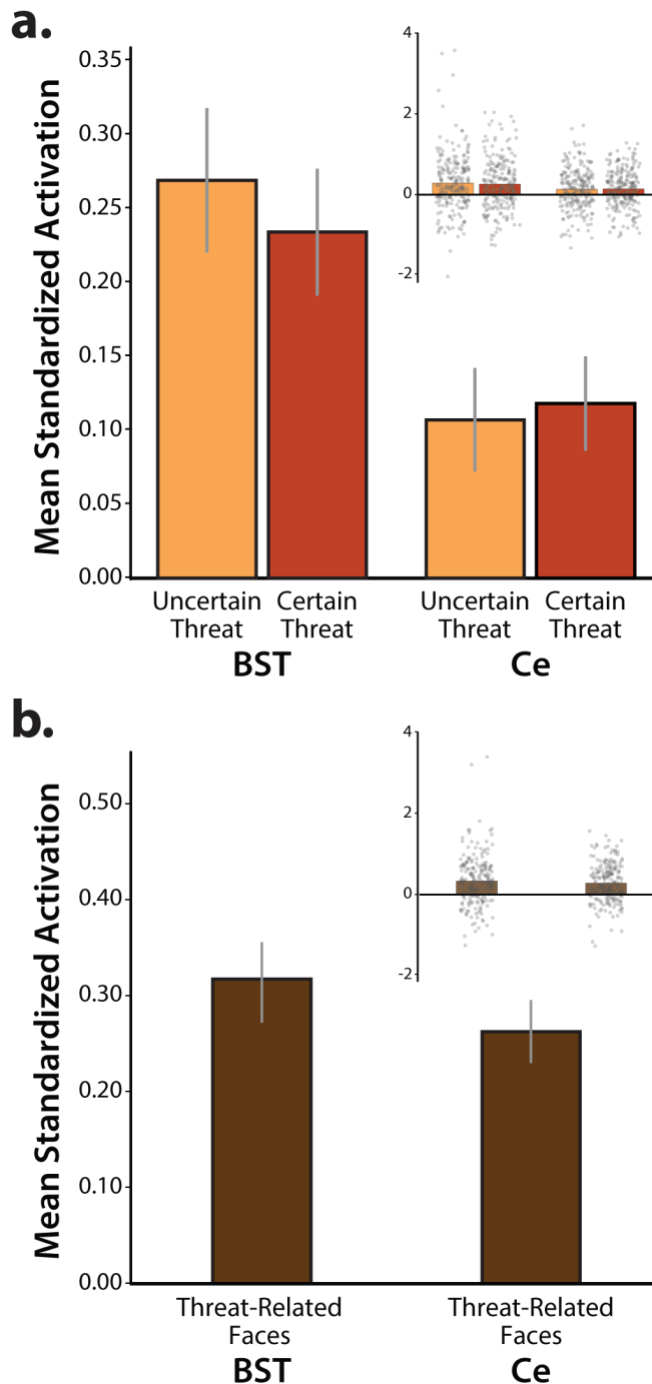 a.
Mean Standardized Activation
0.35
0.30
0.25
0.20
0.15
0.10
0.05
0.00
4
2
0
-2
Uncertain Threat
Certain Threat
Uncertain Threat
Certain Threat
BST
Ce
b.
Mean Standardized Activation
0.50
0.40
0.30
0.20
0.10
0.00
4
2
0
-2
Threat-Related
Faces
Threat-Related
Faces
BST
Ce